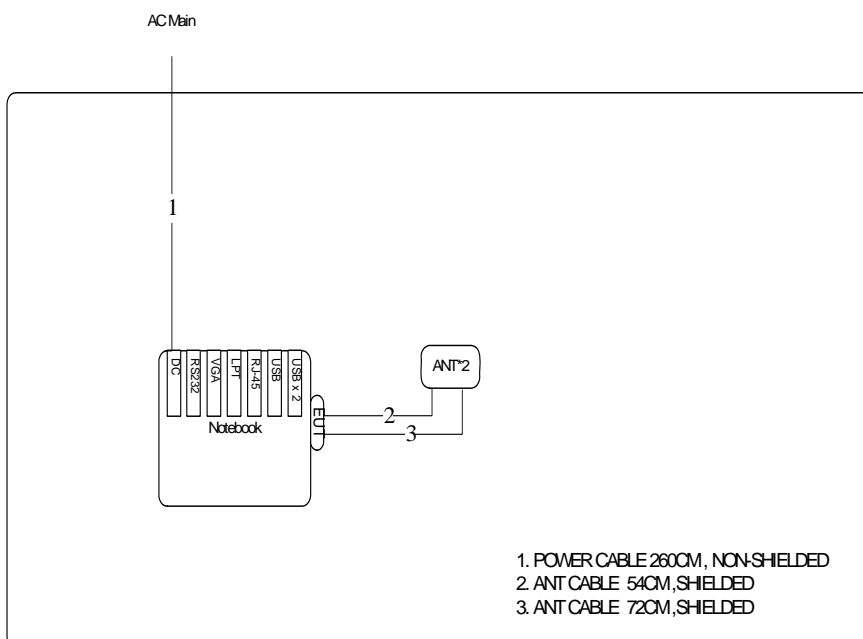 AC Main
1
DC
RS232
VGA
LPT
RJ-45
USB
USB x 2
Notebook
EUT
ANT*2
2
3
1. POWER CABLE 260CM, NON-SHIELDED
2. ANT CABLE 54CM,SHIELDED
3. ANT CABLE 72CM,SHIELDED